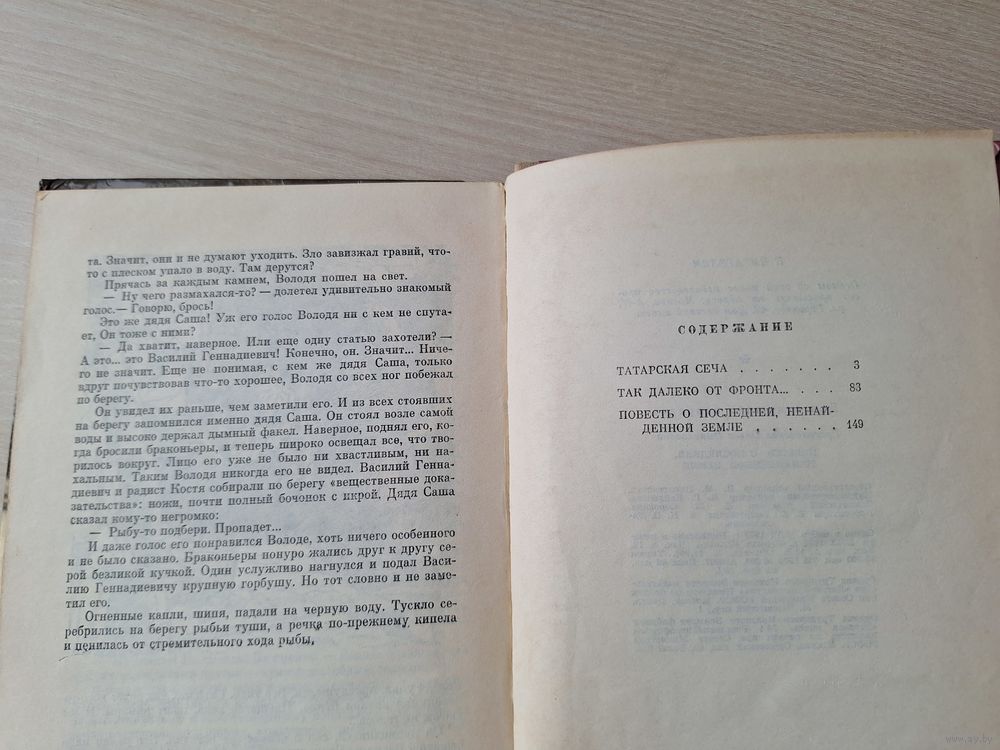 та. Значит, они и не думают уходить. Зло завизжал гравий, что-
то с плеском упало в воду. Там дерутся?
Прячась за каждым камнем, Володя пошел на свет.
— Ну чего размахался-то? — долетел удивительно знакомый
голос.— Говорю, брось!
Это же дядя Саша! Уж его голос Володя ни с кем не спута-
ет. Он тоже с ними?
— Да хватит, наверное. Или еще одну статью захотели? —
А это... это Василий Геннадиевич! Конечно, он. Значит... Ниче-
го не значит. Еще не понимая, с кем же дядя Саша, только
вдруг почувствовав что-то хорошее, Володя со всех ног побежал
по берегу.
Он увидел их раньше, чем заметили его. И из всех стоявших
на берегу запомнился именно дядя Саша. Он стоял возле самой
воды и высоко держал дымный факел. Наверное, поднял его, ко-
гда бросили браконьеры, и теперь широко освещал все, что тво-
рилось вокруг. Лицо его уже не было ни хвастливым, ни на-
хальным. Таким Володя никогда его не видел. Василий Генна-
диевич и радист Костя собирали по берегу «вещественные дока-
зательства»: ножи, почти полный бочонок с икрой. Дядя Саша
сказал кому-то негромко:
— Рыбу-то подбери. Пропадет...
И даже голос его понравился Володе, хоть ничего особенного
и не было сказано. Браконьеры понуро жались друг к другу се-
рой безликой кучкой. Один услужливо нагнулся и подал Васи-
лию Геннадиевичу крупную горбушу. Но тот словно и не заме-
тил его.
Огненные капли, шипя, падали на черную воду. Тускло се-
ребрились на берегу рыбьи туши, а речка по-прежнему кипела
и пенилась от стремительного хода рыбы.
СОДЕРЖАНИЕ
ТАТАРСКАЯ СЕЧА . . . . . . . 3
ТАК ДАЛЕКО ОТ ФРОНТА... . . . 83
ПОВЕСТЬ О ПОСЛЕДНЕЙ, НЕНАЙ-
ДЕННОЙ ЗЕМЛЕ . . . . . . 149
www.ay.by